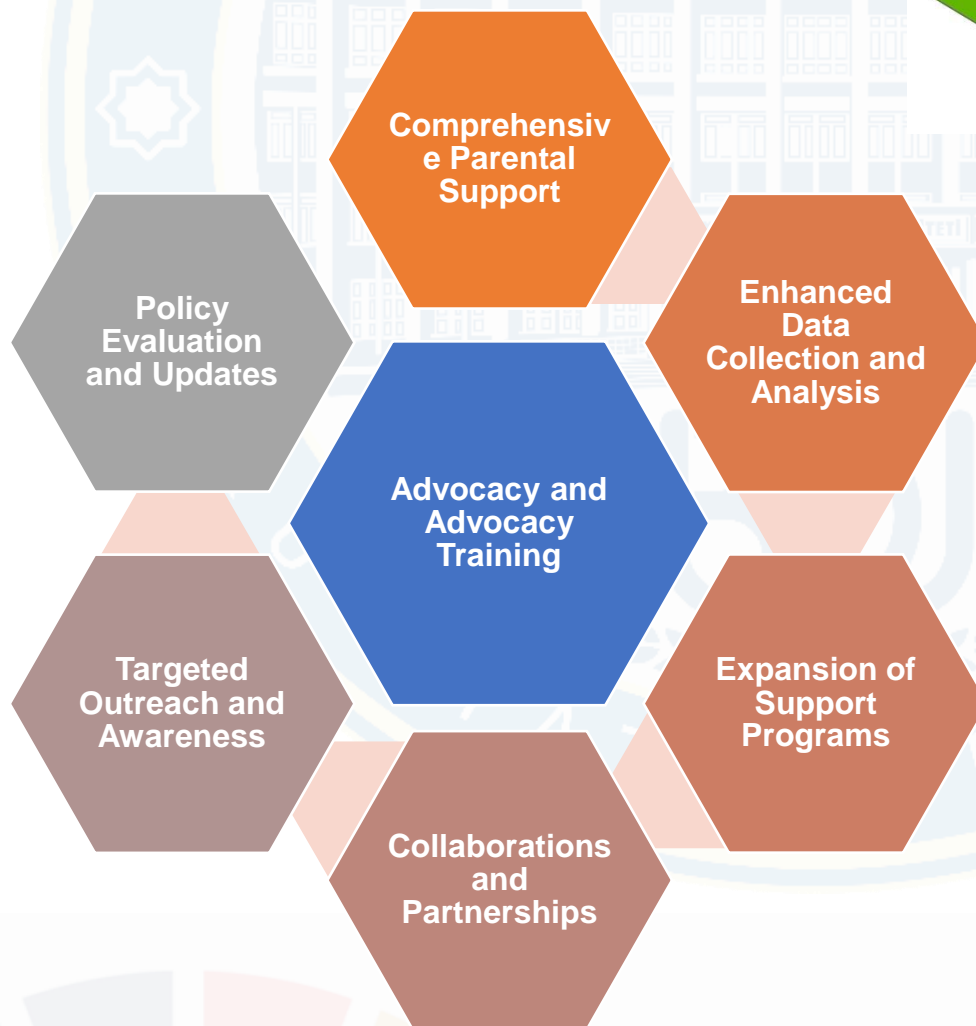 Comprehensiv
e Parental
Support
Enhanced
Data
Collection and
Analysis
Expansion of
Support
Programs
Collaborations
and
Partnerships
Targeted
Outreach and
Awareness
Policy
Evaluation
and Updates
Advocacy and
Advocacy
Training